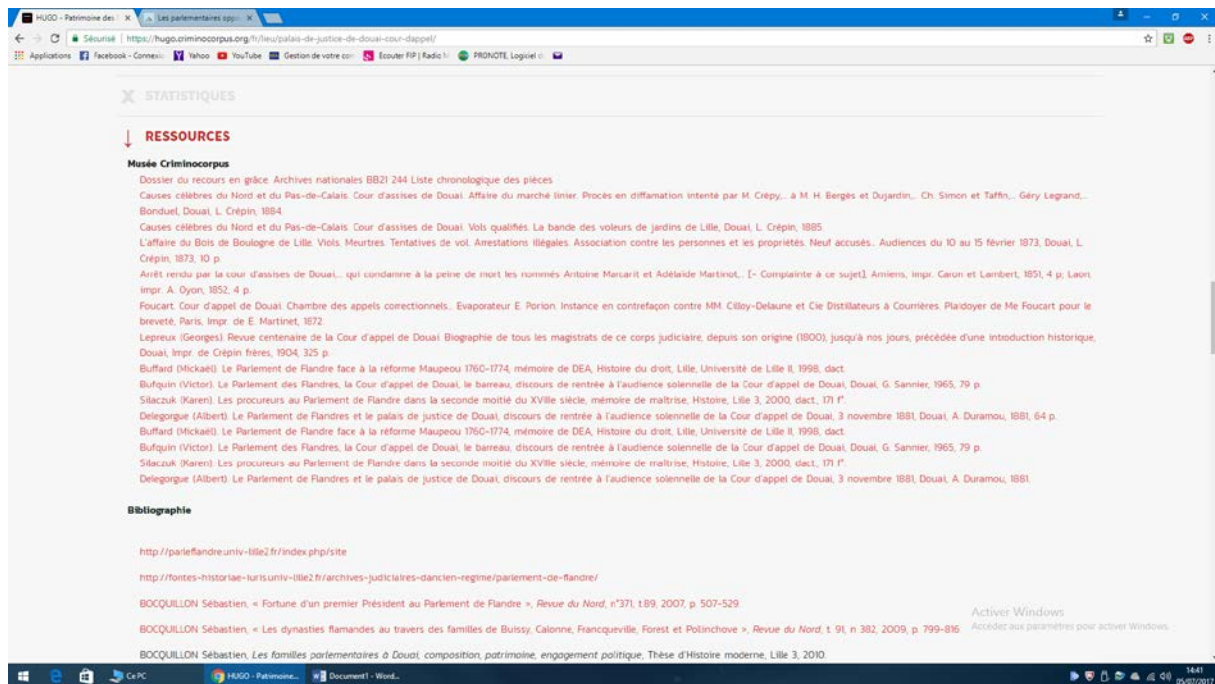 HUGO - Patrimoine des l
Les parlementaires oppo
Sécurisé | https://hugo.criminocorpus.org/fr/lieu/palais-de-justice-de-douai-cour-dappel/
Applications Facebook - Connexio Yahoo YouTube Gestion de votre com Ecouter FIP | Radio h PRONOTE, Logiciel d
X STATISTIQUES
↓ RESSOURCES
Musée Criminocorpus
Dossier du recours en grâce. Archives nationales BB21 244 Liste chronologique des pièces
Causes célèbres du Nord et du Pas-de-Calais. Cour d'assises de Douai. Affaire du marché linier. Procès en diffamation intenté par M. Crépy,... à M. H. Bergès et Dujardin,... Ch. Simon et Taffin,... Géry Legrand,...
Bonduel, Douai, L. Crépin, 1884.
Causes célèbres du Nord et du Pas-de-Calais. Cour d'assises de Douai. Vols qualifiés. La bande des voleurs de jardins de Lille, Douai, L. Crépin, 1885.
L'affaire du Bois de Boulogne de Lille. Viols. Meurtres. Tentatives de vol. Arrestations illégales. Association contre les personnes et les propriétés. Neuf accusés... Audiences du 10 au 15 février 1873, Douai, L.
Crépin, 1873, 10 p.
Arrêt rendu par la cour d'assises de Douai,... qui condamne à la peine de mort les nommés Antoine Marcarit et Adélaïde Martinot,... [- Complainte à ce sujet], Amiens, impr. Caron et Lambert, 1851, 4 p; Laon,
impr. A. Oyon, 1852, 4 p.
Foucart. Cour d'appel de Douai. Chambre des appels correctionnels... Evaporateur E. Porion. Instance en contrefaçon contre MM. Cilloy-Delaune et Cie Distillateurs à Courrières. Plaidoyer de Me Foucart pour le
breveté, Paris, Impr. de E. Martinet, 1872.
Lepreux (Georges). Revue centenaire de la Cour d'appel de Douai. Biographie de tous les magistrats de ce corps judiciaire, depuis son origine (1800), jusqu'à nos jours, précédée d'une introduction historique,
Douai, Impr. de Crépin frères, 1904, 325 p.
Buffard (Mickaël). Le Parlement de Flandre face à la réforme Maupeou 1760-1774, mémoire de DEA, Histoire du droit, Lille, Université de Lille II, 1998, dact.
Bufquin (Victor). Le Parlement des Flandres, la Cour d'appel de Douai, le barreau, discours de rentrée à l'audience solennelle de la Cour d'appel de Douai, Douai, G. Sannier, 1965, 79 p.
Silaczuk (Karen). Les procureurs au Parlement de Flandre dans la seconde moitié du XVIIIe siècle, mémoire de maîtrise, Histoire, Lille 3, 2000, dact., 171 f°.
Delegorgue (Albert). Le Parlement de Flandres et le palais de justice de Douai, discours de rentrée à l'audience solennelle de la Cour d'appel de Douai, 3 novembre 1881, Douai, A. Duramou, 1881, 64 p.
Buffard (Mickaël). Le Parlement de Flandre face à la réforme Maupeou 1760-1774, mémoire de DEA, Histoire du droit, Lille, Université de Lille II, 1998, dact.
Bufquin (Victor). Le Parlement des Flandres, la Cour d'appel de Douai, le barreau, discours de rentrée à l'audience solennelle de la Cour d'appel de Douai, Douai, G. Sannier, 1965, 79 p.
Silaczuk (Karen). Les procureurs au Parlement de Flandre dans la seconde moitié du XVIIIe siècle, mémoire de maîtrise, Histoire, Lille 3, 2000, dact., 171 f°.
Delegorgue (Albert). Le Parlement de Flandres et le palais de justice de Douai, discours de rentrée à l'audience solennelle de la Cour d'appel de Douai, 3 novembre 1881, Douai, A. Duramou, 1881.
Bibliographie
http://parleflandre.univ-lille2.fr/index.php/site
http://fontes-historiae-iuris.univ-lille2.fr/archives-judiciaires-dancien-regime/parlement-de-flandre/
BOCQUILLON Sébastien, « Fortune d'un premier Président au Parlement de Flandre », Revue du Nord, n°371, t.89, 2007, p. 507-529.
BOCQUILLON Sébastien, « Les dynasties flamandes au travers des familles de Buissy, Calonne, Francqueville, Forest et Pollinchove », Revue du Nord, t. 91, n 382, 2009, p. 799-816.
BOCQUILLON Sébastien, Les familles parlementaires à Douai, composition, patrimoine, engagement politique, Thèse d'Histoire moderne, Lille 3, 2010.
Activer Windows
Accédez aux paramètres pour activer Windows.
Ce PC
HUGO - Patrimoine...
Document1 - Word...
14:41
05/07/2017